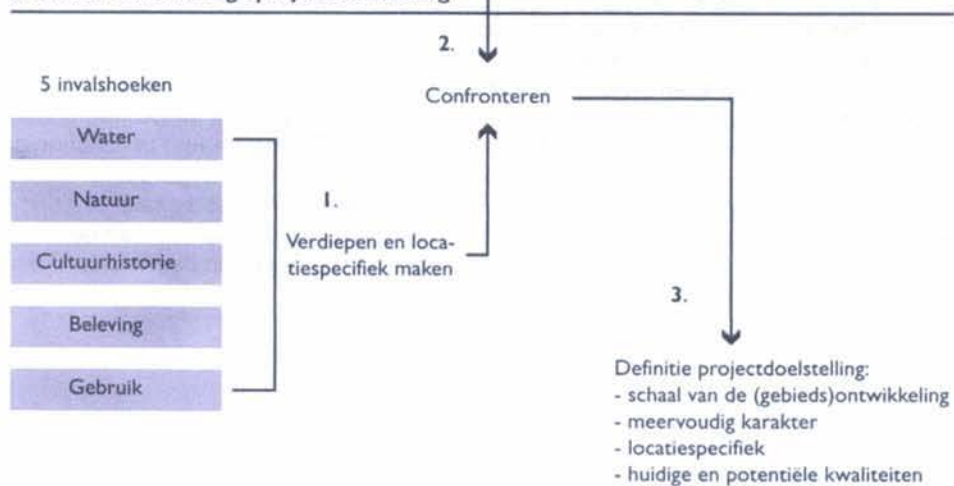 2.
5 invalshoeken
Confronteren
Water
Natuur
1.
Verdiepen en loca-
tiespecifiek maken
Cultuurhistorie
Beleving
3.
Gebruik
Definitie projectdoelstelling:
- schaal van de (gebieds)ontwikkeling
- meervoudig karakter
- locatiespecifiek
- huidige en potentiële kwaliteiten